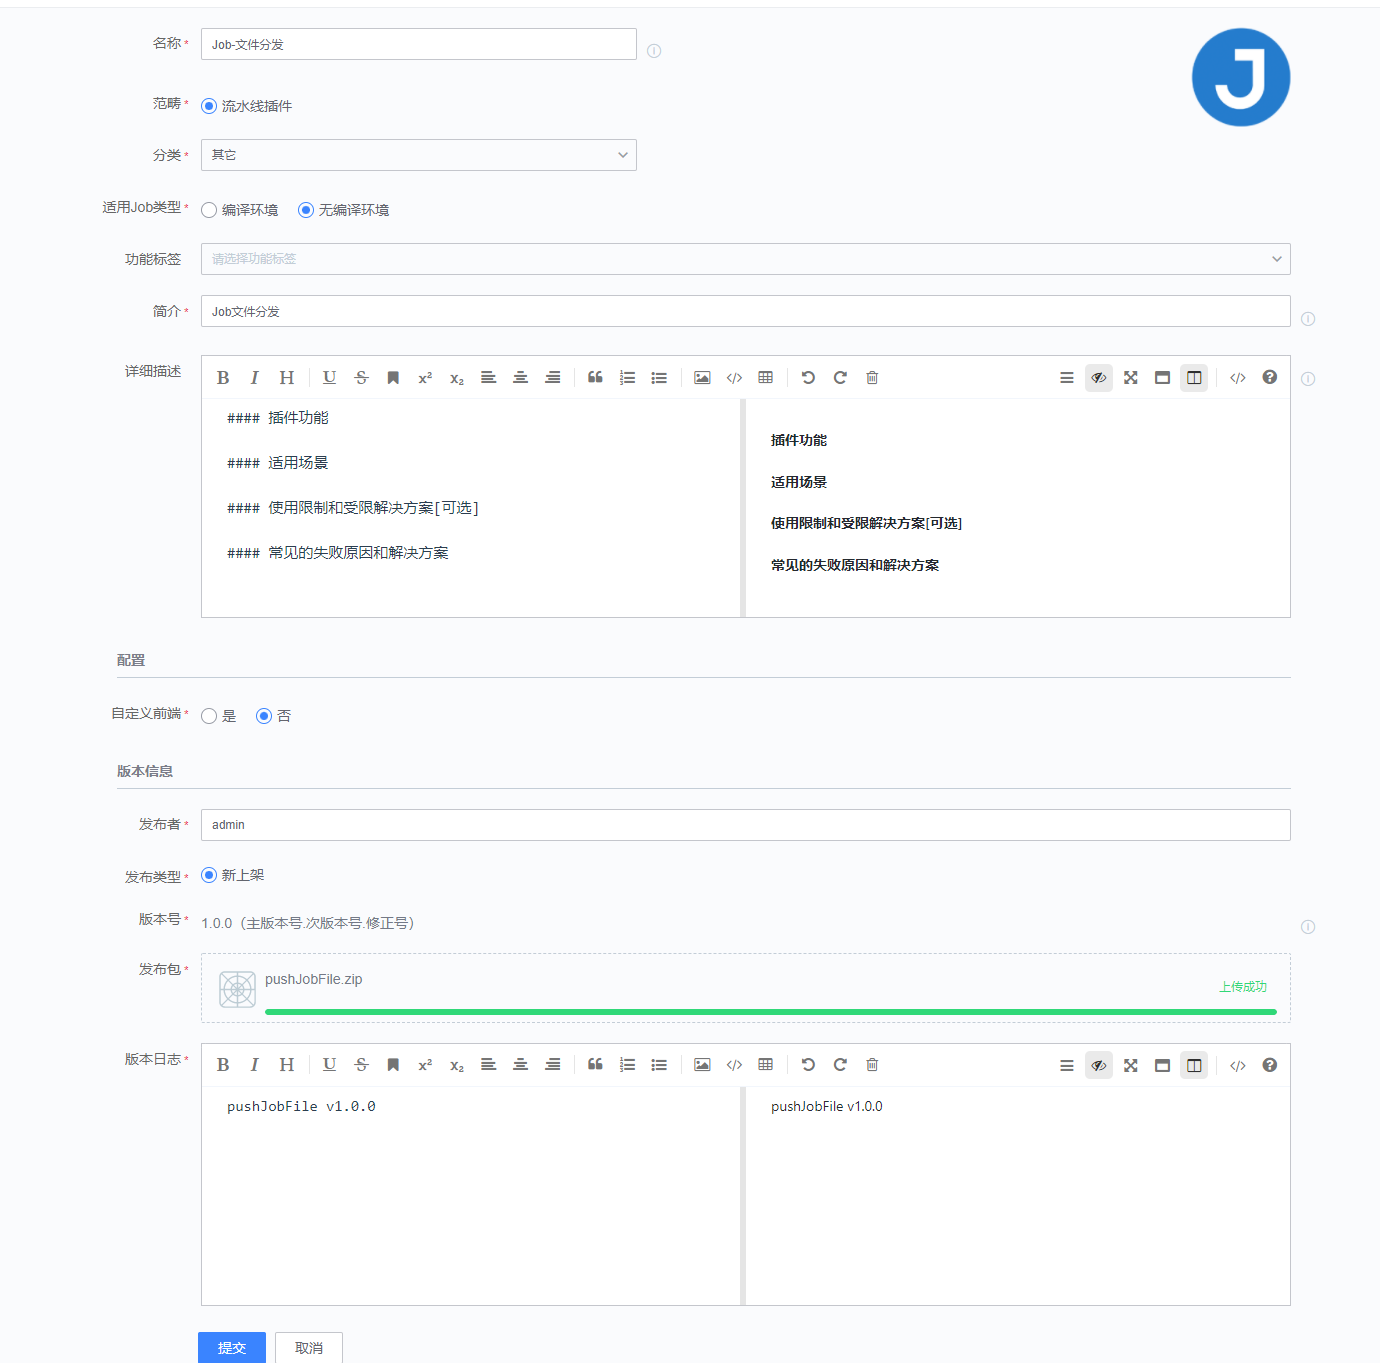 名称*
Job-文件分发
J
范畴*
流水线插件
分类*
其它
适用Job类型*
编译环境 无编译环境
功能标签
请选择功能标签
简介*
Job文件分发
详细描述
#### 插件功能
#### 适用场景
#### 使用限制和受限解决方案[可选]
#### 常见的失败原因和解决方案
插件功能
适用场景
使用限制和受限解决方案[可选]
常见的失败原因和解决方案
配置
自定义前端*
是 否
版本信息
发布者*
admin
发布类型*
新上架
版本号*
1.0.0（主版本号.次版本号.修正号）
发布包*
pushJobFile.zip
上传成功
版本日志*
pushJobFile v1.0.0
pushJobFile v1.0.0
提交 取消